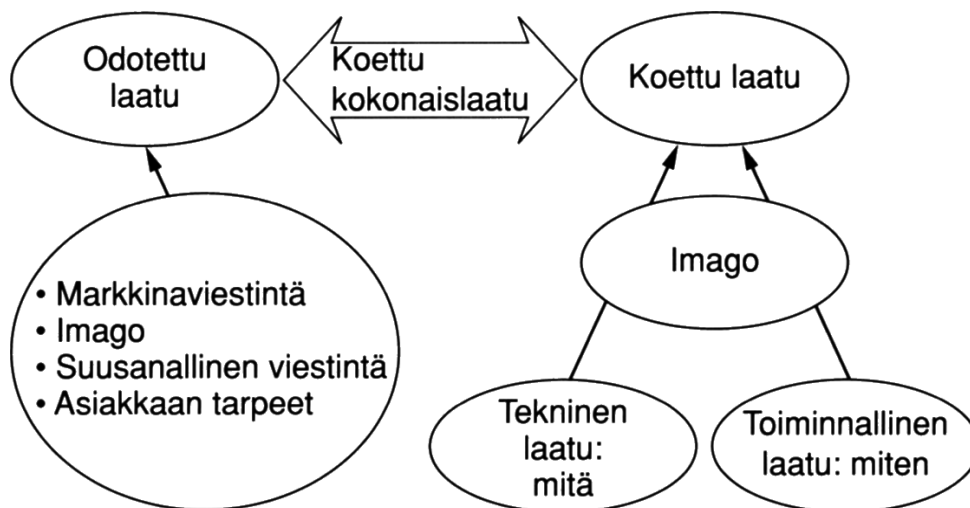 Odotettu
laatu
Koettu
kokonaislaatu
Koettu laatu
Imago
• Markkinaviestintä
• Imago
• Suusanallinen viestintä
• Asiakkaan tarpeet
Tekninen
laatu:
mitä
Toiminnallinen
laatu: miten